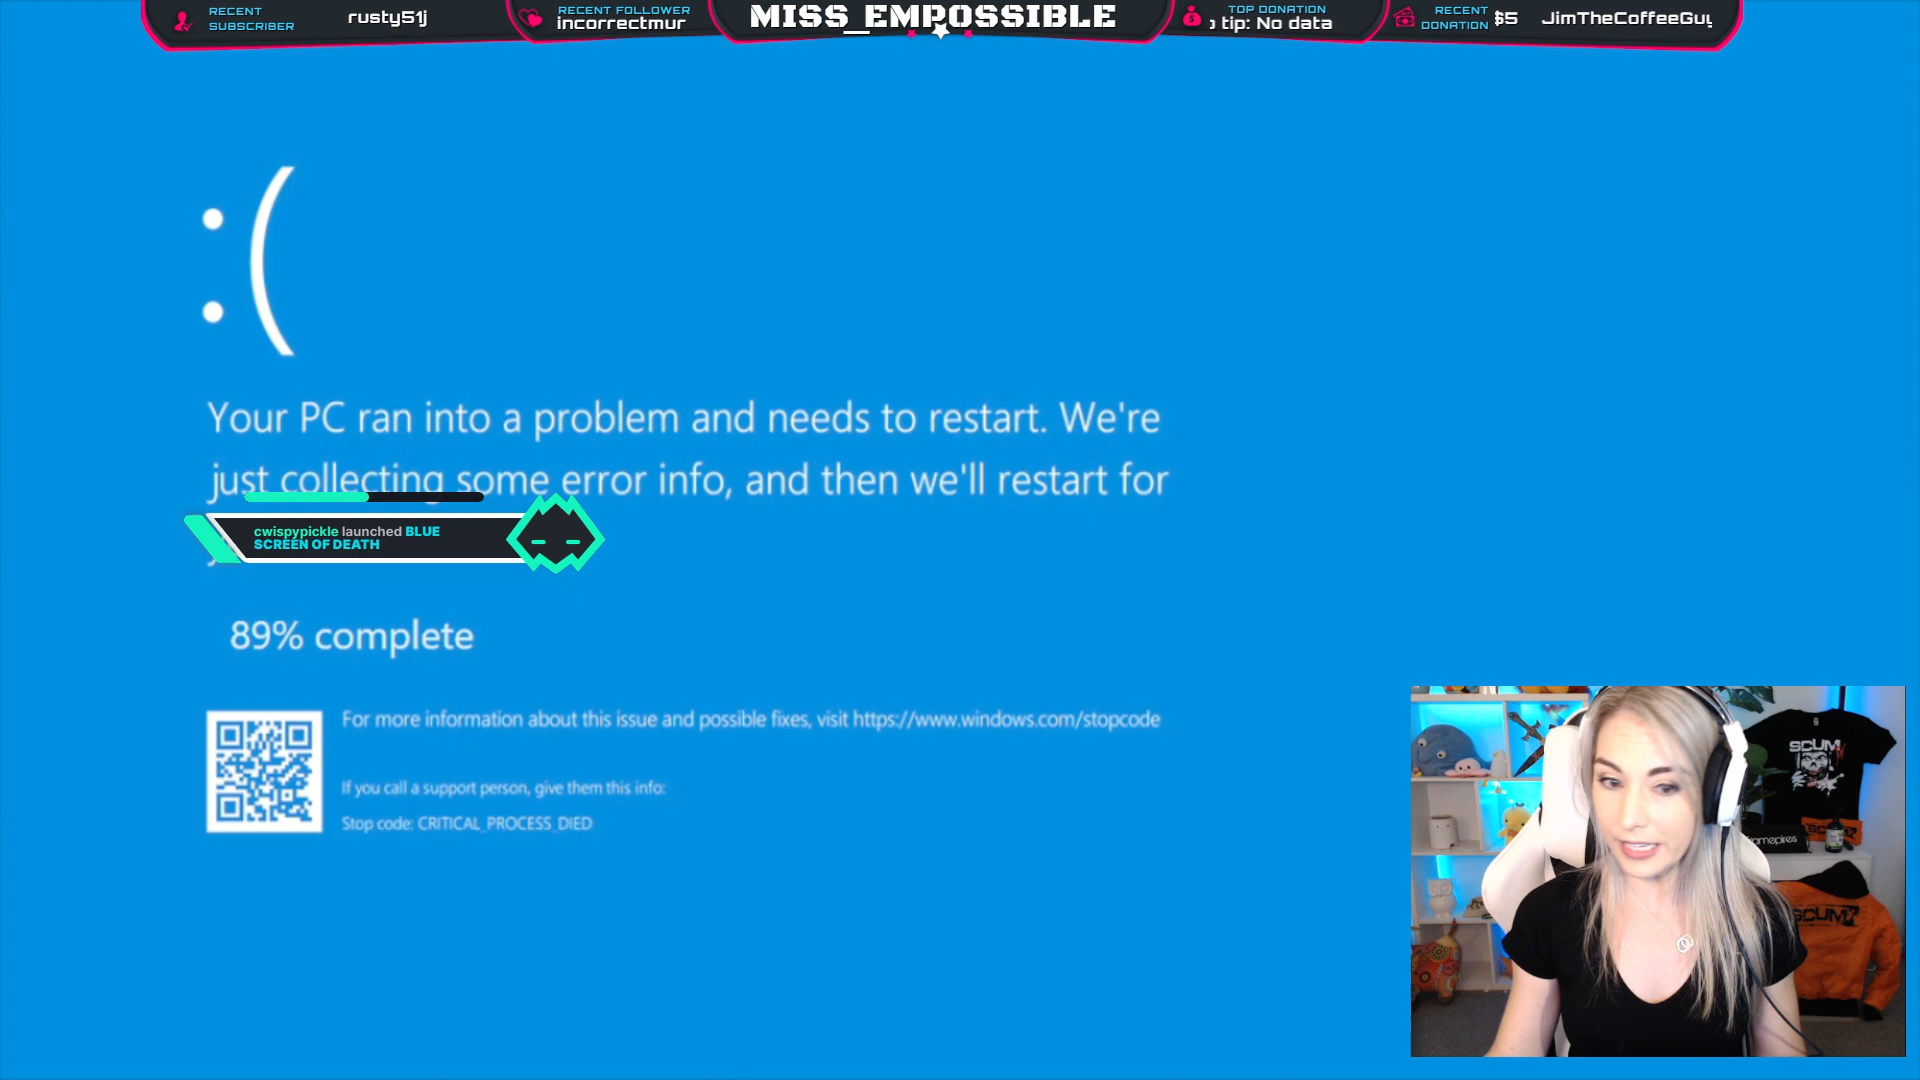 RECENT SUBSCRIBER
rusty51j
RECENT FOLLOWER
incorrectmur
MISS_EMPOSSIBLE
TOP DONATION
tip: No data
RECENT DONATION
$5 JimTheCoffeeGuy
:(
Your PC ran into a problem and needs to restart. We're
just collecting some error info, and then we'll restart for
cwispypickle launched BLUE
SCREEN OF DEATH
89% complete
For more information about this issue and possible fixes, visit https://www.windows.com/stopcode
If you call a support person, give them this info:
Stop code: CRITICAL_PROCESS_DIED
SCUM
gamepires
SCUM